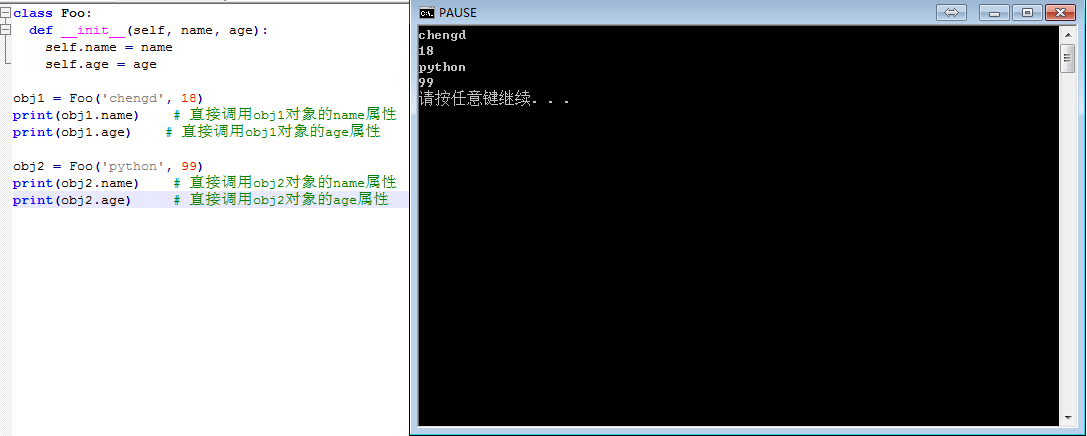 class Foo:
def __init__(self, name, age):
self.name = name
self.age = age
obj1 = Foo('chengd', 18)
print(obj1.name) # 直接调用obj1对象的name属性
print(obj1.age) # 直接调用obj1对象的age属性
obj2 = Foo('python', 99)
print(obj2.name) # 直接调用obj2对象的name属性
print(obj2.age) # 直接调用obj2对象的age属性
C:\. PAUSE
chengd
18
python
99
请按任意键继续. . .